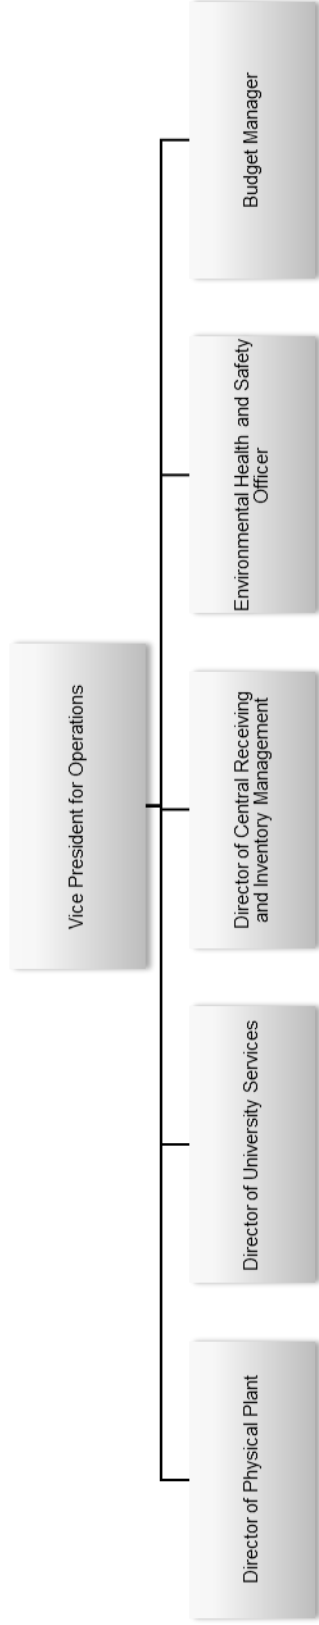 Vice President for Operations
Director of Physical Plant
Director of University Services
Director of Central Receiving
and Inventory Management
Environmental Health and Safety
Officer
Budget Manager